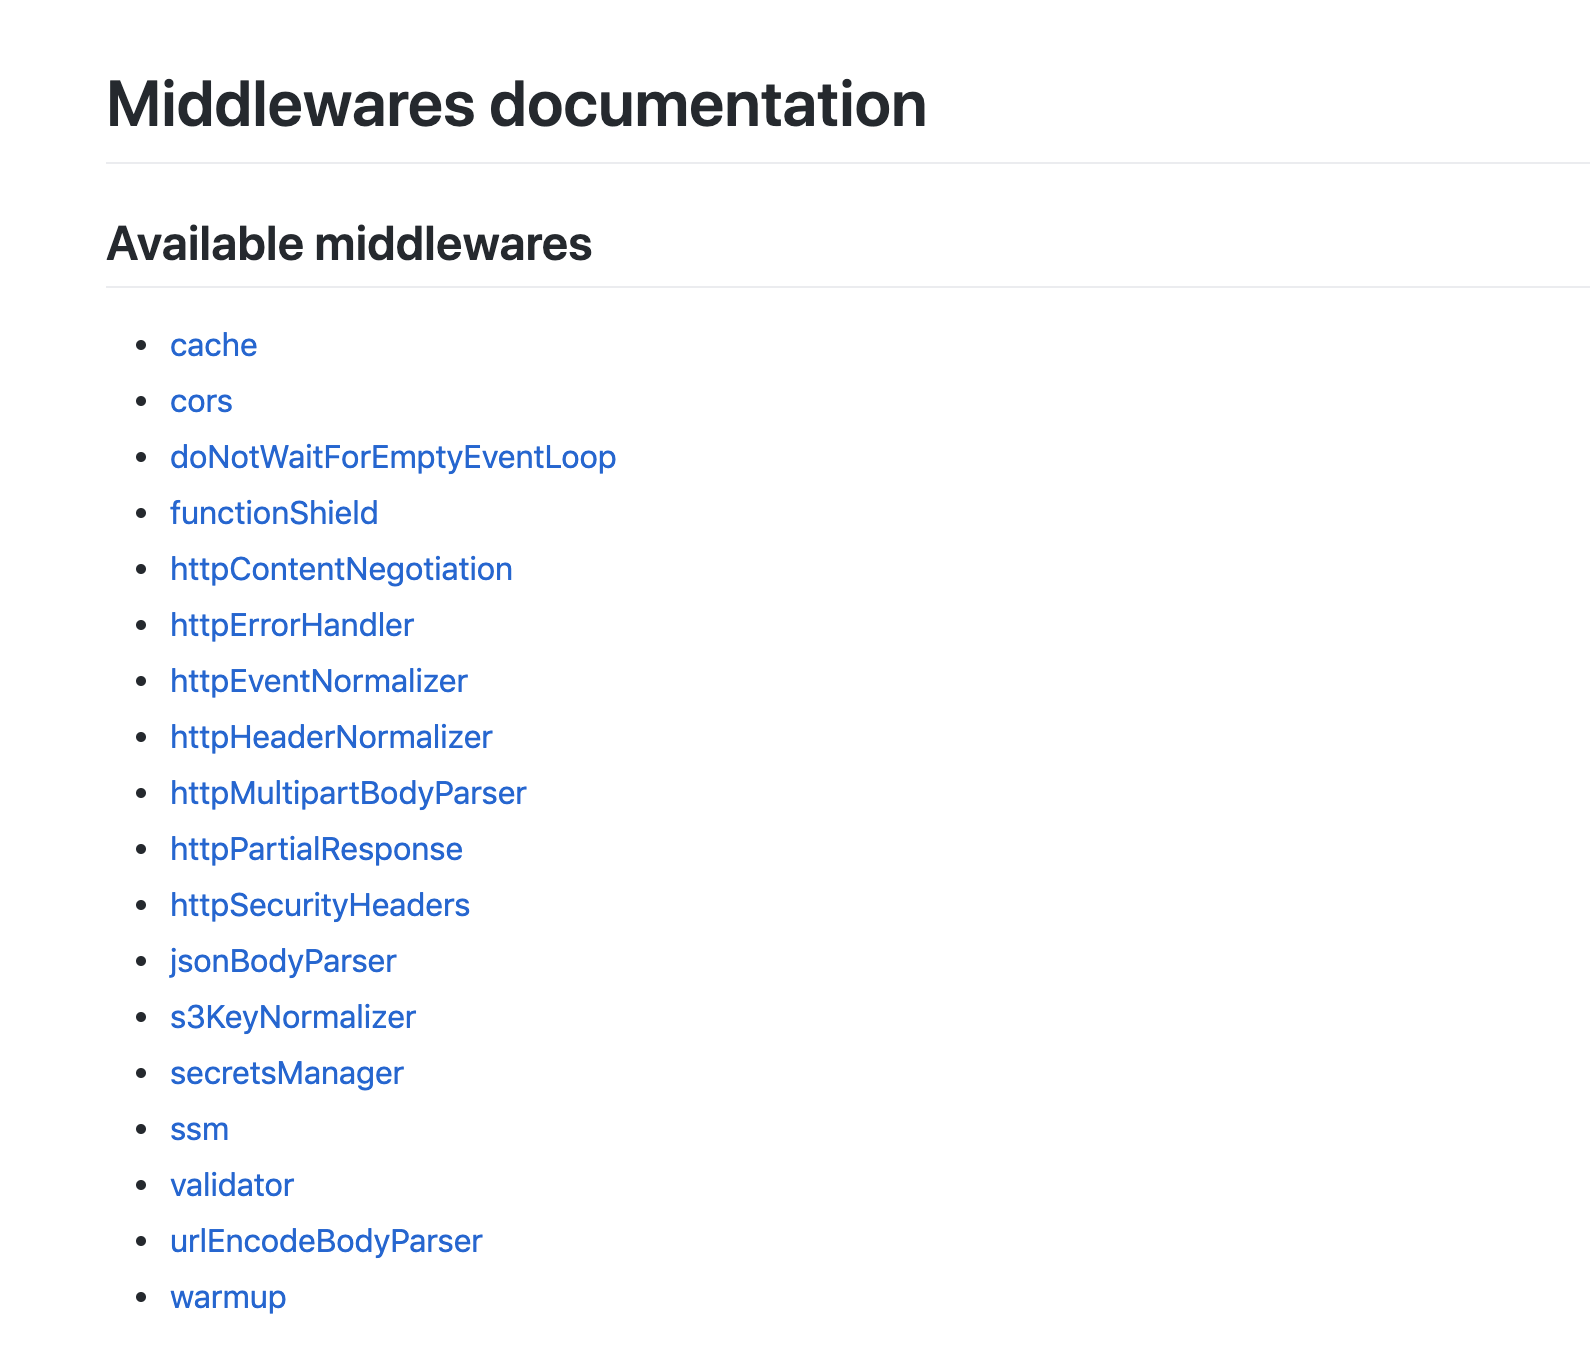 Middlewares documentation
Available middlewares
cache
cors
doNotWaitForEmptyEventLoop
functionShield
httpContentNegotiation
httpErrorHandler
httpEventNormalizer
httpHeaderNormalizer
httpMultipartBodyParser
httpPartialResponse
httpSecurityHeaders
jsonBodyParser
s3KeyNormalizer
secretsManager
ssm
validator
urlEncodeBodyParser
warmup